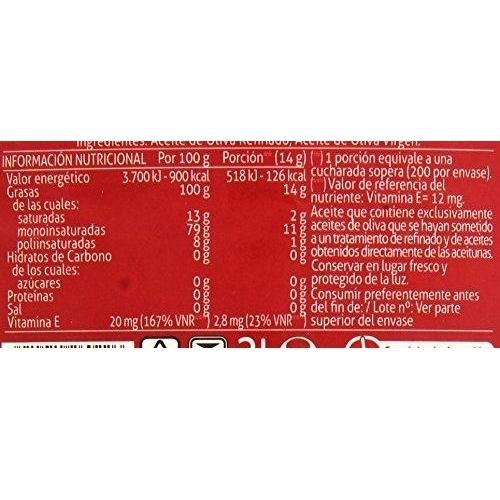 Ingredientes: Aceite de Oliva Refinado, Aceite de Oliva Virgen.
INFORMACIÓN NUTRICIONAL Por 100 g Porción** (14 g)
Valor energético 3.700 kJ - 900 kcal 518 kJ - 126 kcal
Grasas 100 g 14 g
de las cuales:
saturadas 13 g 2 g
monoinsaturadas 79 g 11 g
poliinsaturadas 8 g 1 g
Hidratos de Carbono 0 g 0 g
de los cuales:
azúcares 0 g 0 g
Proteínas 0 g 0 g
Sal 0 g 0 g
Vitamina E 20 mg (167% VNR***) 2,8 mg (23% VNR***)
(**) 1 porción equivale a una
cucharada sopera (200 por envase).
(***) Valor de referencia del
nutriente: Vitamina E= 12 mg.
Aceite que contiene exclusivamente
aceites de oliva que se hayan sometido
a un tratamiento de refinado y de aceites
obtenidos directamente de las aceitunas.
Conservar en lugar fresco y
protegido de la luz.
Consumir preferentemente antes
del fin de: / Lote nº: Ver parte
superior del envase